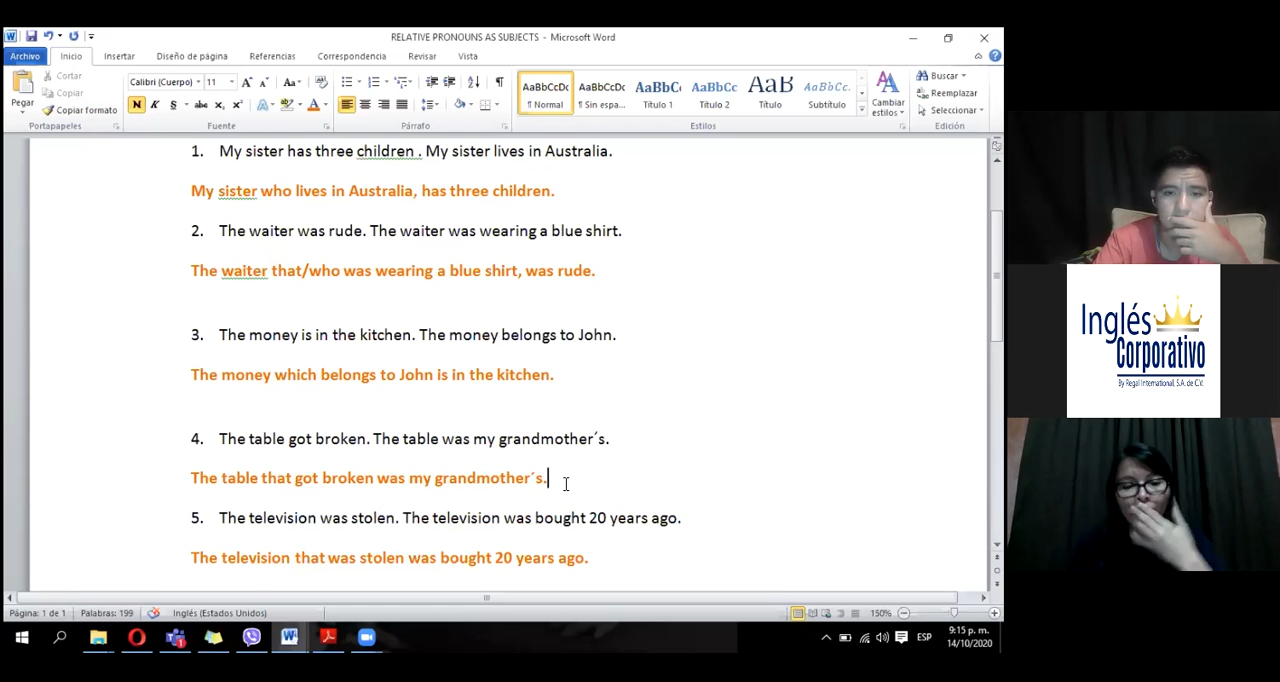 RELATIVE PRONOUNS AS SUBJECTS - Microsoft Word
Archivo Inicio Insertar Diseño de página Referencias Correspondencia Revisar Vista
Pegar
Cortar
Copiar
Copiar formato
Portapapeles
Calibri (Cuerpo) 11
N K S abc x₂ x²
Fuente
Párrafo
AaBbCcDc
¶ Normal
AaBbCcDc
¶ Sin espa...
AaBbC
Título 1
AaBbCc
Título 2
AaB
Título
AaBbCc.
Subtítulo
Cambiar estilos
Estilos
Buscar
Reemplazar
Seleccionar
Edición
1. My sister has three children . My sister lives in Australia.
My sister who lives in Australia, has three children.
2. The waiter was rude. The waiter was wearing a blue shirt.
The waiter that/who was wearing a blue shirt, was rude.
3. The money is in the kitchen. The money belongs to John.
The money which belongs to John is in the kitchen.
4. The table got broken. The table was my grandmother´s.
The table that got broken was my grandmother´s.
5. The television was stolen. The television was bought 20 years ago.
The television that was stolen was bought 20 years ago.
Página: 1 de 1 Palabras: 199 Inglés (Estados Unidos) 150%
ESP
9:15 p. m.
14/10/2020
Inglés
Corporativo
By Regal International, S.A. de C.V.